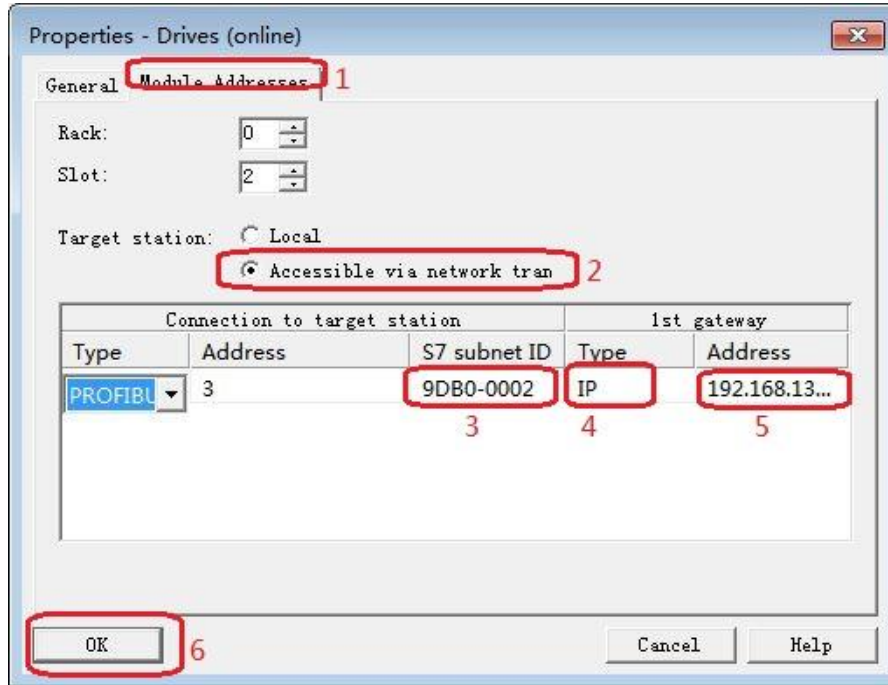 Properties - Drives (online)
General Module Addresses 1
Rack: 0
Slot: 2
Target station: Local
Accessible via network tran 2
Connection to target station 1st gateway
Type Address S7 subnet ID Type Address
PROFIBU 3 9DB0-0002 IP 192.168.13...
3 4 5
OK 6 Cancel Help